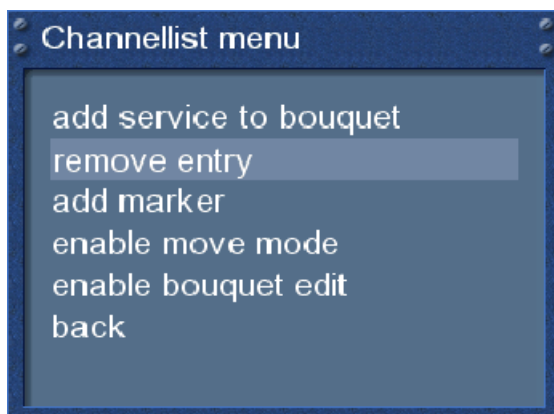 Channellist menu
add service to bouquet
remove entry
add marker
enable move mode
enable bouquet edit
back